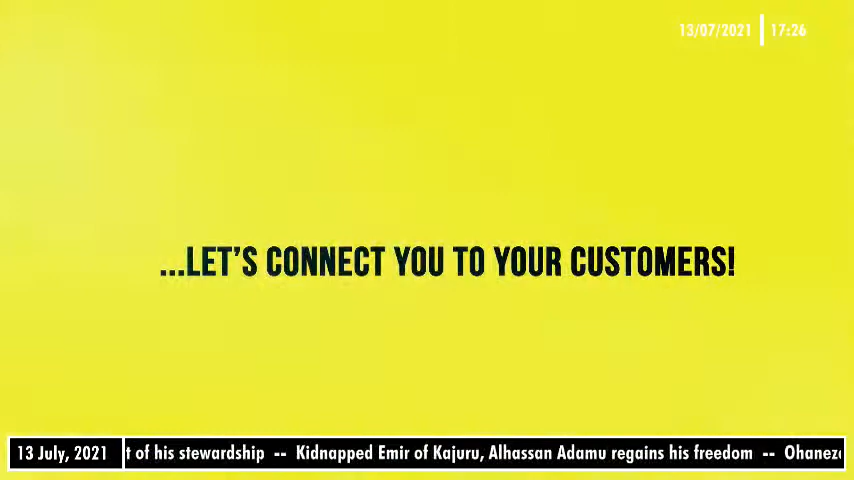 13/07/2021 | 17:26
...LET'S CONNECT YOU TO YOUR CUSTOMERS!
13 July, 2021
t of his stewardship -- Kidnapped Emir of Kajuru, Alhassan Adamu regains his freedom -- Ohaneze